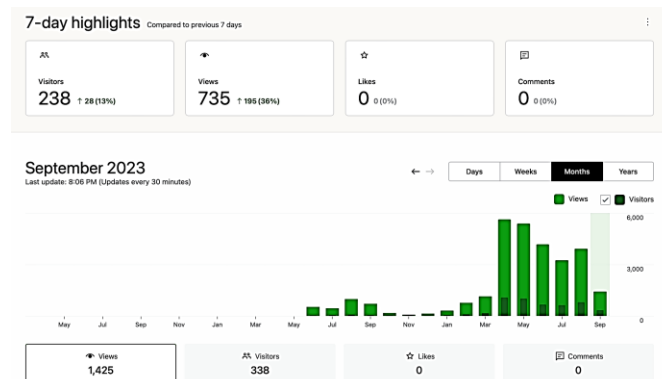 7-day highlights Compared to previous 7 days
Visitors
238 ↑ 28 (13%)
Views
735 ↑ 195 (36%)
Likes
0 0 (0%)
Comments
0 0 (0%)
September 2023
Last update: 8:06 PM (Updates every 30 minutes)
← → Days Weeks Months Years
Views Visitors
6,000
3,000
0
May Jul Sep Nov Jan Mar May Jul Sep Nov Jan Mar May Jul Sep
Views
1,425
Visitors
338
Likes
0
Comments
0